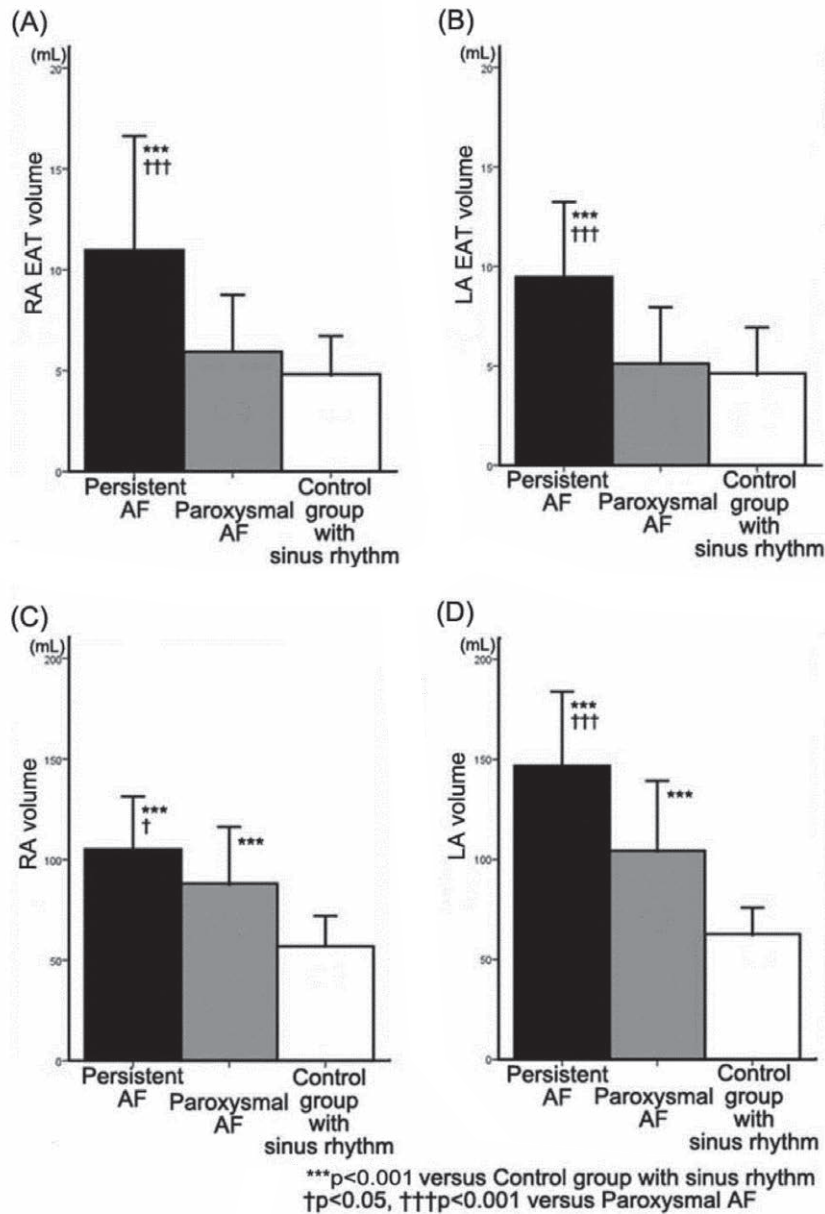 (A)
(mL)
20
15
10
5
0
RA EAT volume
***
†††
Persistent
AF
Paroxysmal
AF
Control
group
with
sinus rhythm
(B)
(mL)
20
15
10
5
0
LA EAT volume
***
†††
Persistent
AF
Paroxysmal
AF
Control
group
with
sinus rhythm
(C)
(mL)
200
150
100
50
0
RA volume
***
†
***
Persistent
AF
Paroxysmal
AF
Control
group
with
sinus rhythm
(D)
(mL)
200
150
100
50
0
LA volume
***
†††
***
Persistent
AF
Paroxysmal
AF
Control
group
with
sinus rhythm
***p<0.001 versus Control group with sinus rhythm
†p<0.05, †††p<0.001 versus Paroxysmal AF